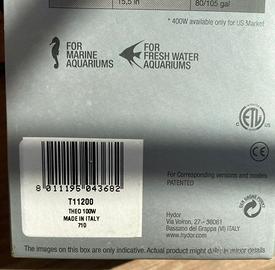 15,5 in
80/105 gal
* 400W available only for US Market
FOR
MARINE
AQUARIUMS
FOR
FRESH WATER
AQUARIUMS
8 011195 043682
T11200
THEO 100W
MADE IN ITALY
710
For Corresponding versions and models
PATENTED
Hydor
Via Voiron, 27 - 36061
Bassano del Grappa (VI) ITALY
www.hydor.com
The images on this box are only indicative. Actual product might differ in minor details